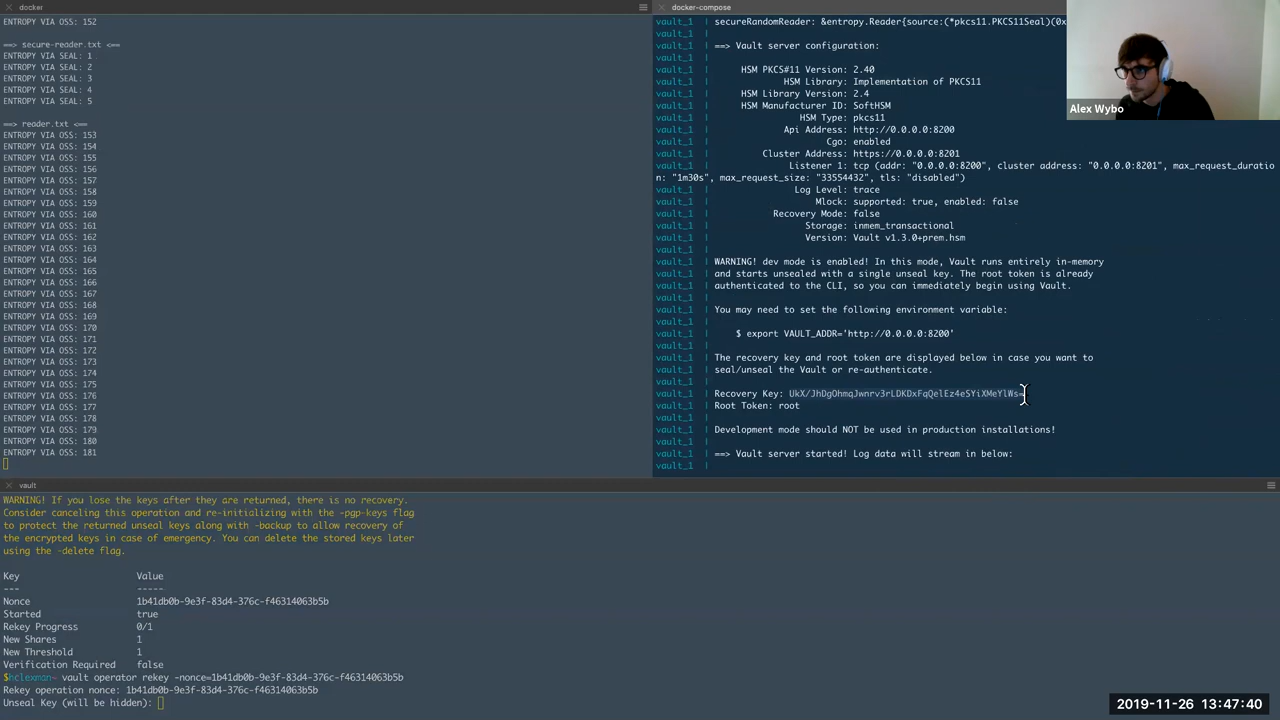 docker
ENTROPY VIA OSS: 152
==> secure-reader.txt <==
ENTROPY VIA SEAL: 1
ENTROPY VIA SEAL: 2
ENTROPY VIA SEAL: 3
ENTROPY VIA SEAL: 4
ENTROPY VIA SEAL: 5
==> reader.txt <==
ENTROPY VIA OSS: 153
ENTROPY VIA OSS: 154
ENTROPY VIA OSS: 155
ENTROPY VIA OSS: 156
ENTROPY VIA OSS: 157
ENTROPY VIA OSS: 158
ENTROPY VIA OSS: 159
ENTROPY VIA OSS: 160
ENTROPY VIA OSS: 161
ENTROPY VIA OSS: 162
ENTROPY VIA OSS: 163
ENTROPY VIA OSS: 164
ENTROPY VIA OSS: 165
ENTROPY VIA OSS: 166
ENTROPY VIA OSS: 167
ENTROPY VIA OSS: 168
ENTROPY VIA OSS: 169
ENTROPY VIA OSS: 170
ENTROPY VIA OSS: 171
ENTROPY VIA OSS: 172
ENTROPY VIA OSS: 173
ENTROPY VIA OSS: 174
ENTROPY VIA OSS: 175
ENTROPY VIA OSS: 176
ENTROPY VIA OSS: 177
ENTROPY VIA OSS: 178
ENTROPY VIA OSS: 179
ENTROPY VIA OSS: 180
ENTROPY VIA OSS: 181
docker-compose
vault_1 | secureRandomReader: &entropy.Reader{source:(*pkcs11.PKCS11Seal)(0x
vault_1 |
vault_1 | ==> Vault server configuration:
vault_1 |
vault_1 | HSM PKCS#11 Version: 2.40
vault_1 | HSM Library: Implementation of PKCS11
vault_1 | HSM Library Version: 2.4
vault_1 | HSM Manufacturer ID: SoftHSM
vault_1 | HSM Type: pkcs11
vault_1 | Api Address: http://0.0.0.0:8200
vault_1 | Cgo: enabled
vault_1 | Cluster Address: https://0.0.0.0:8201
vault_1 | Listener 1: tcp (addr: "0.0.0.0:8200", cluster address: "0.0.0.0:8201", max_request_duratio
n: "1m30s", max_request_size: "33554432", tls: "disabled")
vault_1 | Log Level: trace
vault_1 | Mlock: supported: true, enabled: false
vault_1 | Recovery Mode: false
vault_1 | Storage: inmem_transactional
vault_1 | Version: Vault v1.3.0+prem.hsm
vault_1 |
vault_1 | WARNING! dev mode is enabled! In this mode, Vault runs entirely in-memory
vault_1 | and starts unsealed with a single unseal key. The root token is already
vault_1 | authenticated to the CLI, so you can immediately begin using Vault.
vault_1 |
vault_1 | You may need to set the following environment variable:
vault_1 |
vault_1 | $ export VAULT_ADDR='http://0.0.0.0:8200'
vault_1 |
vault_1 | The recovery key and root token are displayed below in case you want to
vault_1 | seal/unseal the Vault or re-authenticate.
vault_1 |
vault_1 | Recovery Key: UkX/JhDgOhmqJwnrv3rLDKDxFqQelEz4eSYiXMeYlWs=
vault_1 | Root Token: root
vault_1 |
vault_1 | Development mode should NOT be used in production installations!
vault_1 |
vault_1 | ==> Vault server started! Log data will stream in below:
vault_1 |
Alex Wybo
vault
WARNING! If you lose the keys after they are returned, there is no recovery.
Consider canceling this operation and re-initializing with the -pgp-keys flag
to protect the returned unseal keys along with -backup to allow recovery of
the encrypted keys in case of emergency. You can delete the stored keys later
using the -delete flag.
Key Value
--- -----
Nonce 1b41db0b-9e3f-83d4-376c-f46314063b5b
Started true
Rekey Progress 0/1
New Shares 1
New Threshold 1
Verification Required false
$hclexman~ vault operator rekey -nonce=1b41db0b-9e3f-83d4-376c-f46314063b5b
Rekey operation nonce: 1b41db0b-9e3f-83d4-376c-f46314063b5b
Unseal Key (will be hidden):
2019-11-26 13:47:40